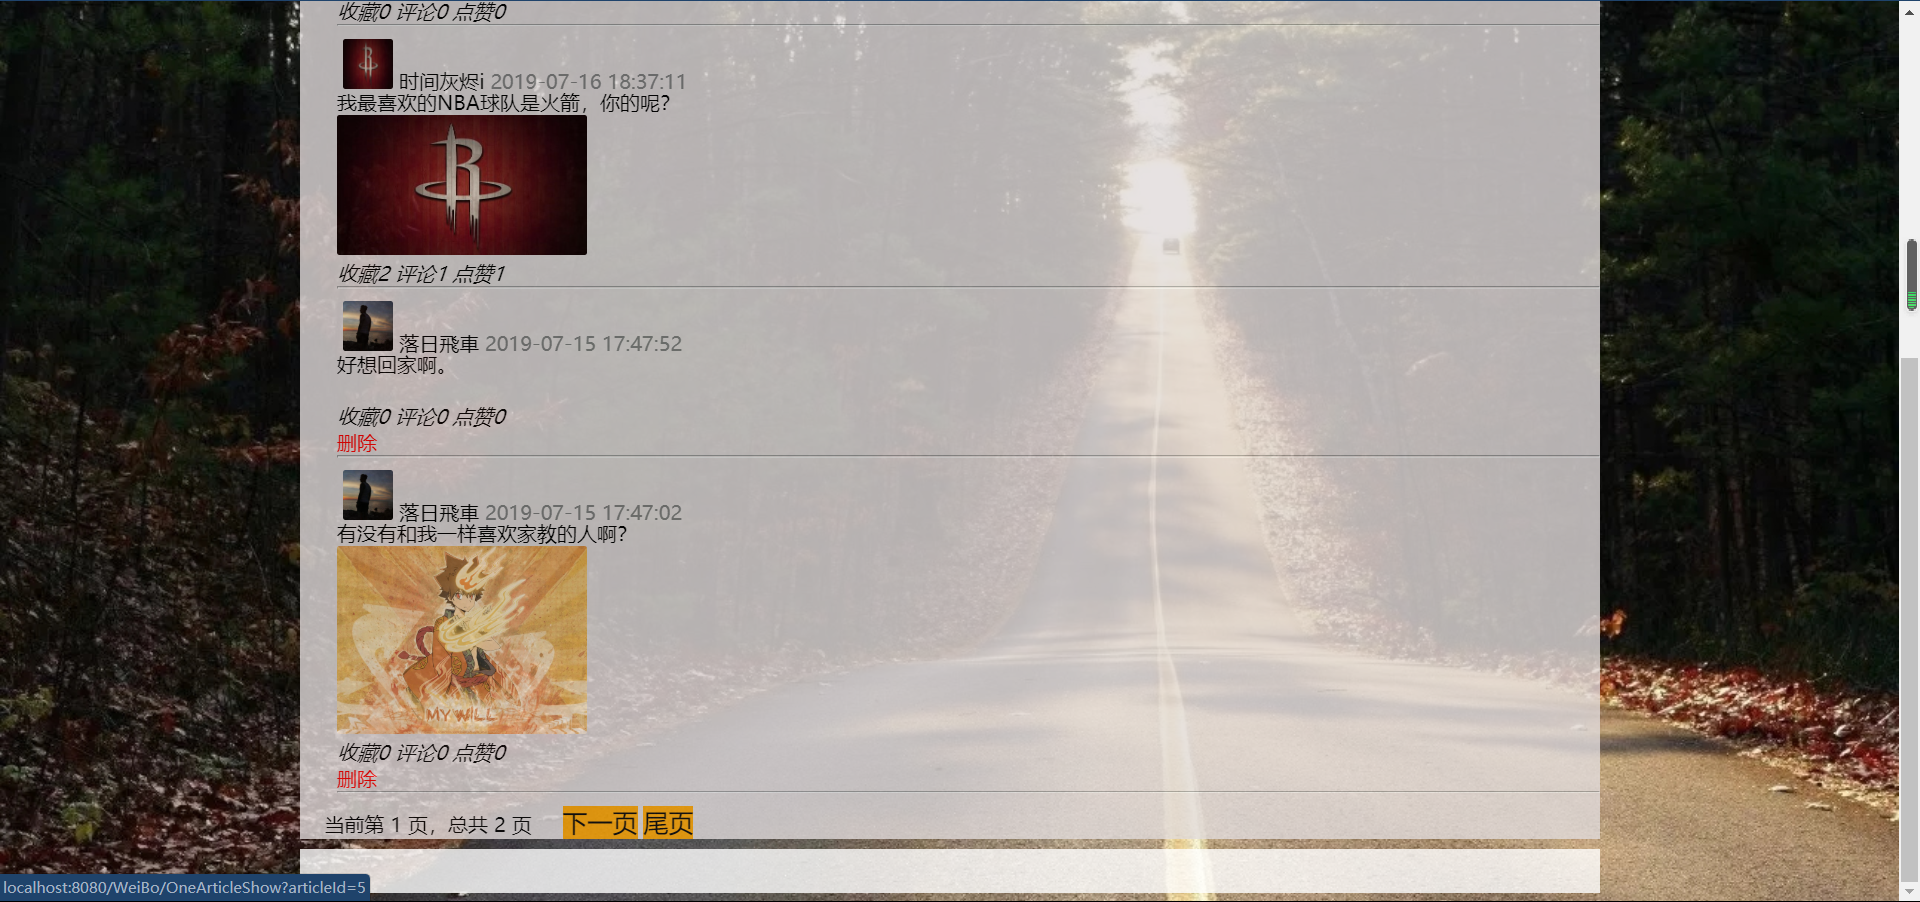 收藏0 评论0 点赞0
时间灰烬i 2019-07-16 18:37:11
我最喜欢的NBA球队是火箭，你的呢？
R
收藏2 评论1 点赞1
落日飛車 2019-07-15 17:47:52
好想回家啊。
收藏0 评论0 点赞0
删除
落日飛車 2019-07-15 17:47:02
有没有和我一样喜欢家教的人啊？
MY WILL
收藏0 评论0 点赞0
删除
当前第 1 页，总共 2 页 下一页 尾页
localhost:8080/WeiBo/OneArticleShow?articleId=5